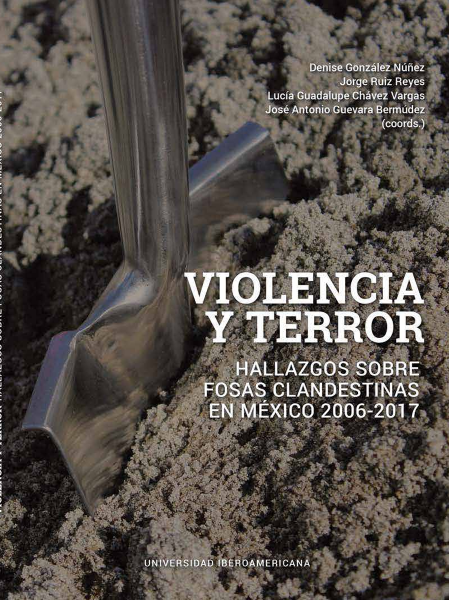 Denise González Núñez
Jorge Ruiz Reyes
Lucía Guadalupe Chávez Vargas
José Antonio Guevara Bermúdez
(coords.)
VIOLENCIA
Y TERROR
HALLAZGOS SOBRE
FOSAS CLANDESTINAS
EN MÉXICO 2006-2017
UNIVERSIDAD IBEROAMERICANA